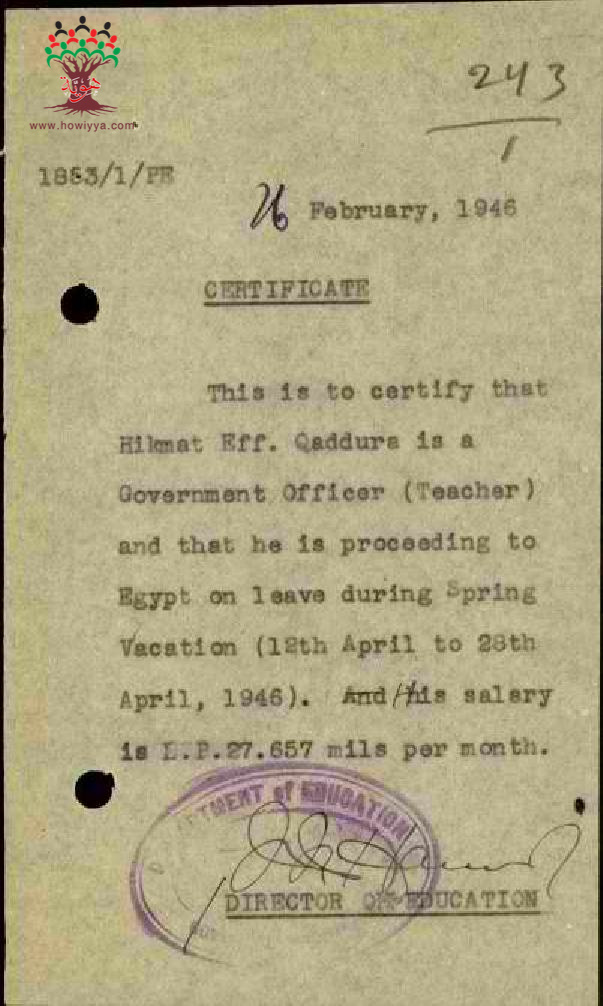 www.howiyya.com
243
1
1883/1/PE
26 February, 1946
CERTIFICATE
This is to certify that
Hikmat Eff. Qaddura is a
Government Officer (Teacher)
and that he is proceeding to
Egypt on leave during Spring
Vacation (12th April to 28th
April, 1946). And His salary
is L.P.27.657 mils per month.
TMENT of EDUCATION
DIRECTOR OF EDUCATION